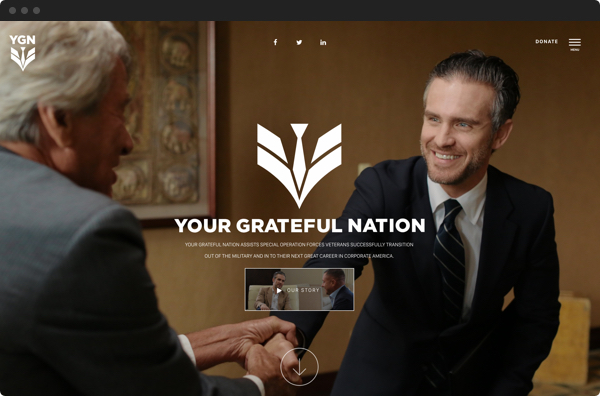 YGN
DONATE
MENU
YOUR GRATEFUL NATION
YOUR GRATEFUL NATION ASSISTS SPECIAL OPERATION FORCES VETERANS SUCCESSFULLY TRANSITION
OUT OF THE MILITARY AND IN TO THEIR NEXT GREAT CAREER IN CORPORATE AMERICA.
OUR STORY